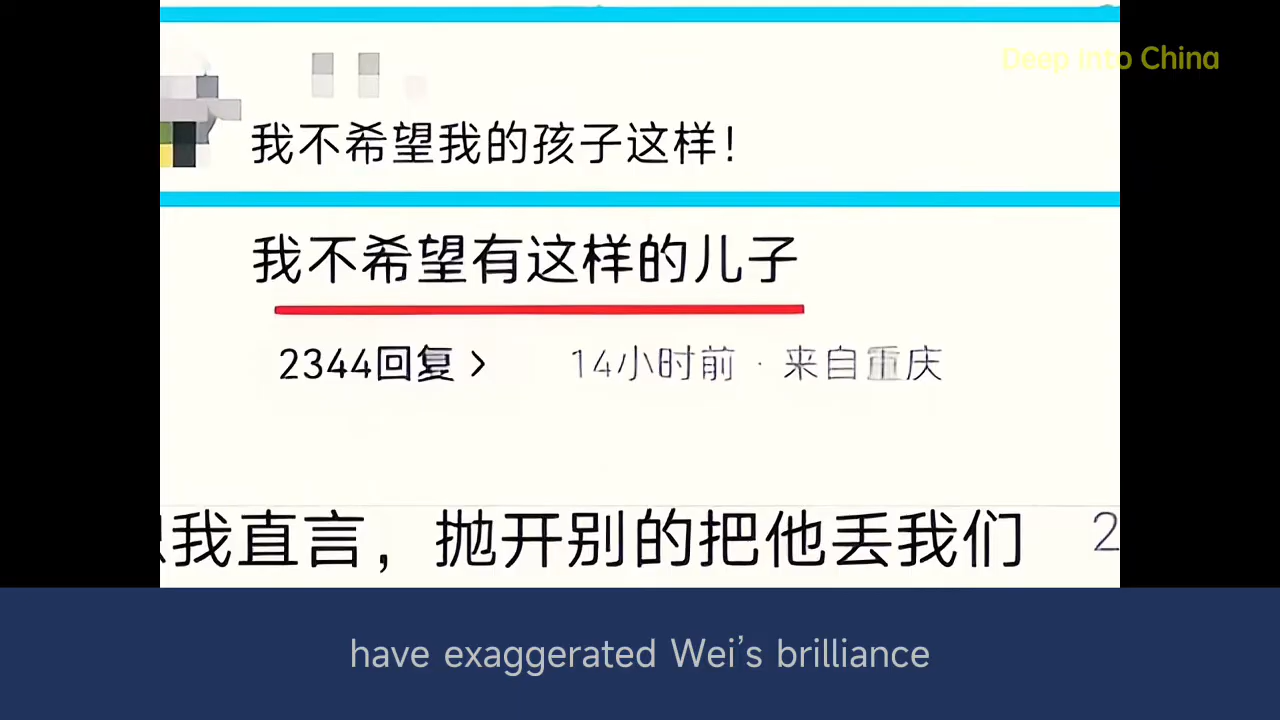 Deep Into China
我不希望我的孩子这样！
我不希望有这样的儿子
2344回复 > 14小时前 · 来自重庆
我直言，抛开别的把他丢我们 2
have exaggerated Wei's brilliance